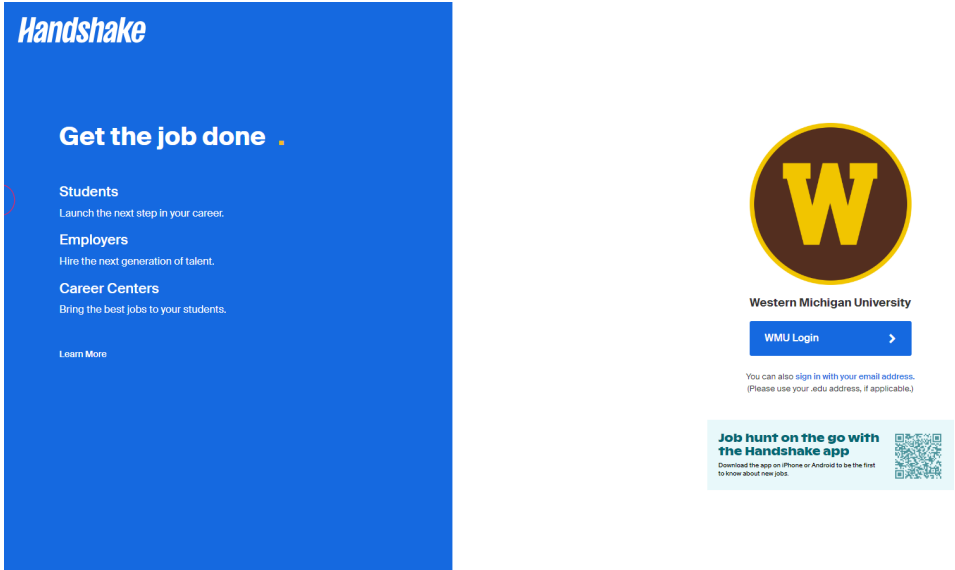 Handshake
Get the job done .
Students
Launch the next step in your career.
Employers
Hire the next generation of talent.
Career Centers
Bring the best jobs to your students.
Learn More
W
Western Michigan University
WMU Login
You can also sign in with your email address.
(Please use your .edu address, if applicable.)
Job hunt on the go with
the Handshake app
Download the app on iPhone or Android to be the first
to know about new jobs.